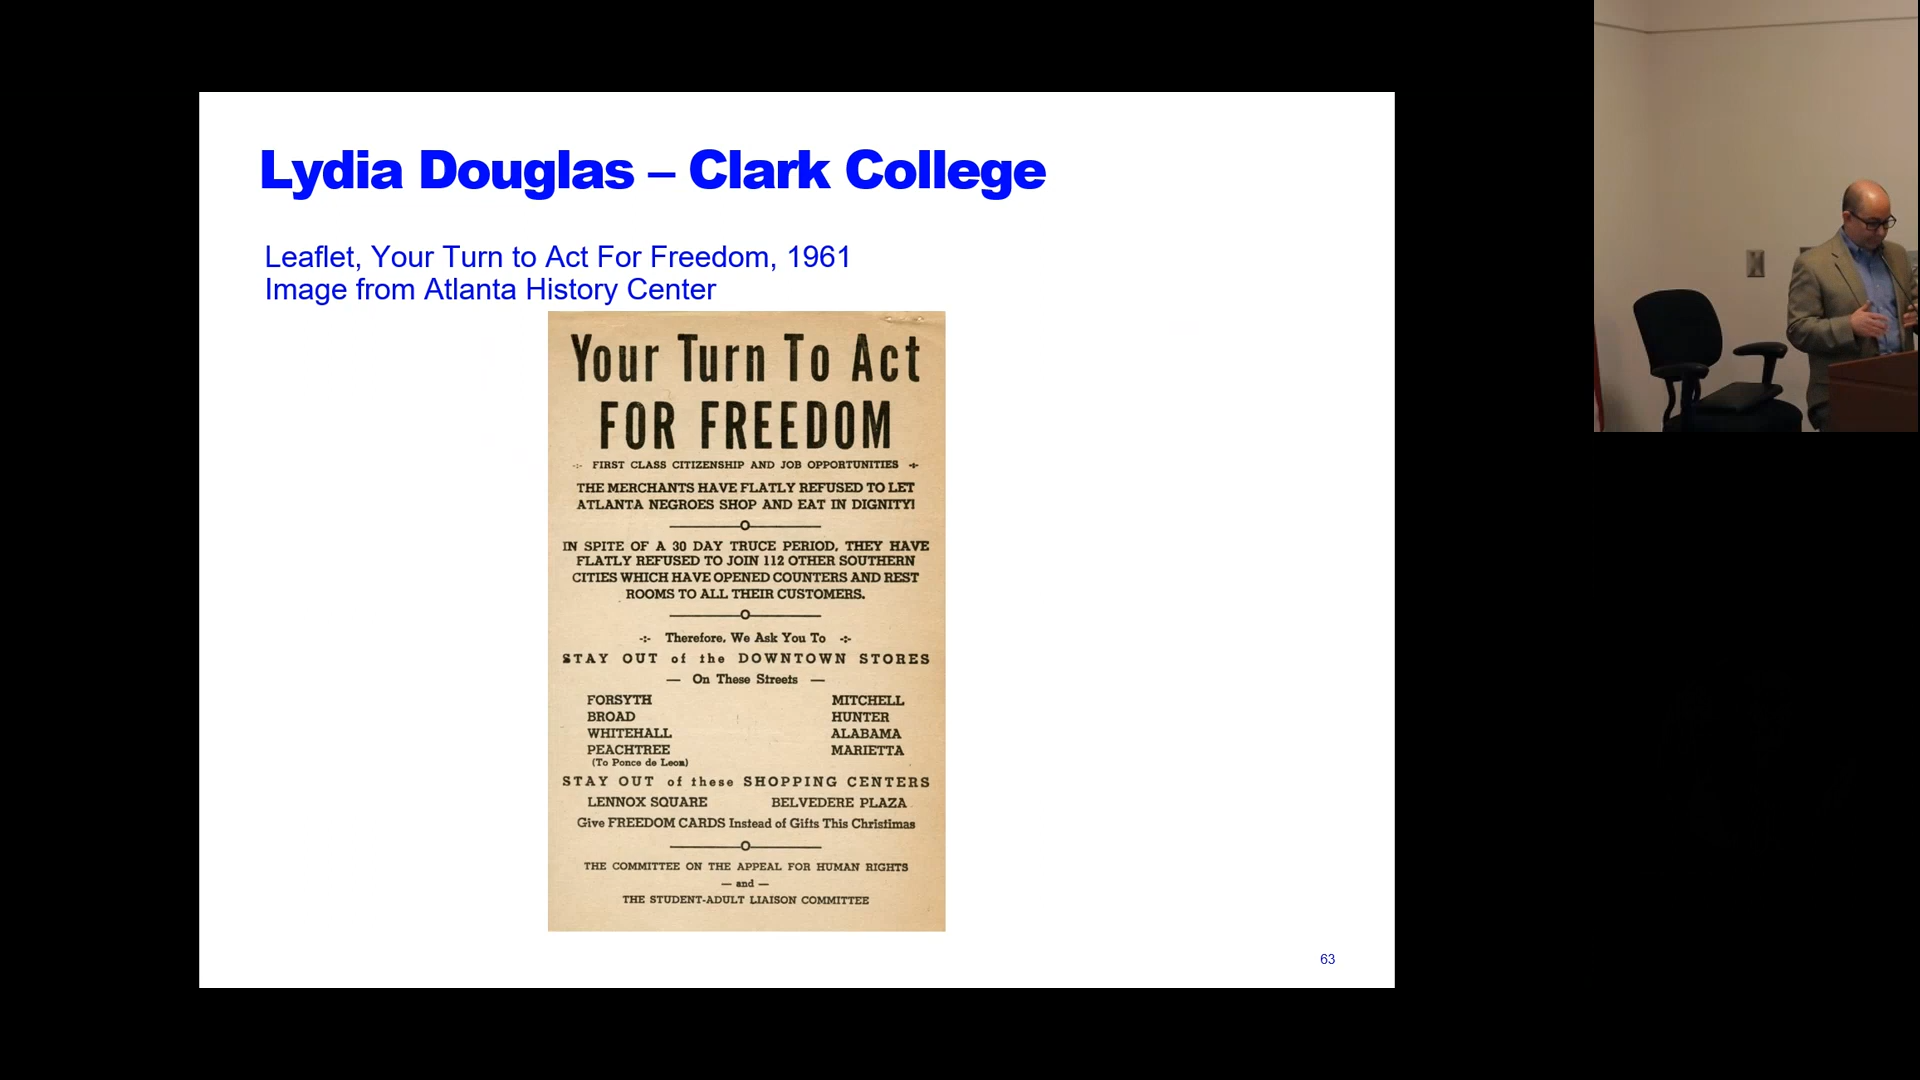 Lydia Douglas – Clark College
Leaflet, Your Turn to Act For Freedom, 1961
Image from Atlanta History Center
Your Turn To Act
FOR FREEDOM
FIRST CLASS CITIZENSHIP AND JOB OPPORTUNITIES
THE MERCHANTS HAVE FLATLY REFUSED TO LET
ATLANTA NEGROES SHOP AND EAT IN DIGNITY!
IN SPITE OF A 30 DAY TRUCE PERIOD, THEY HAVE
FLATLY REFUSED TO JOIN 112 OTHER SOUTHERN
CITIES WHICH HAVE OPENED COUNTERS AND REST
ROOMS TO ALL THEIR CUSTOMERS.
Therefore, We Ask You To
STAY OUT of the DOWNTOWN STORES
— On These Streets —
FORSYTH MITCHELL
BROAD HUNTER
WHITEHALL ALABAMA
PEACHTREE MARIETTA
(To Ponce de Leon)
STAY OUT of these SHOPPING CENTERS
LENNOX SQUARE BELVEDERE PLAZA
Give FREEDOM CARDS Instead of Gifts This Christmas
THE COMMITTEE ON THE APPEAL FOR HUMAN RIGHTS
— and —
THE STUDENT-ADULT LIAISON COMMITTEE
63